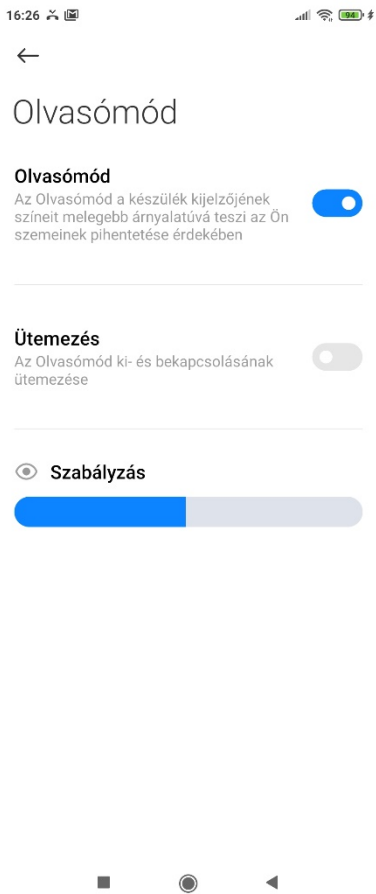 16:26
94
Olvasómód
Olvasómód
Az Olvasómód a készülék kijelzőjének
színeit melegebb árnyalatúvá teszi az Ön
szemeinek pihentetése érdekében
Ütemezés
Az Olvasómód ki- és bekapcsolásának
ütemezése
Szabályzás